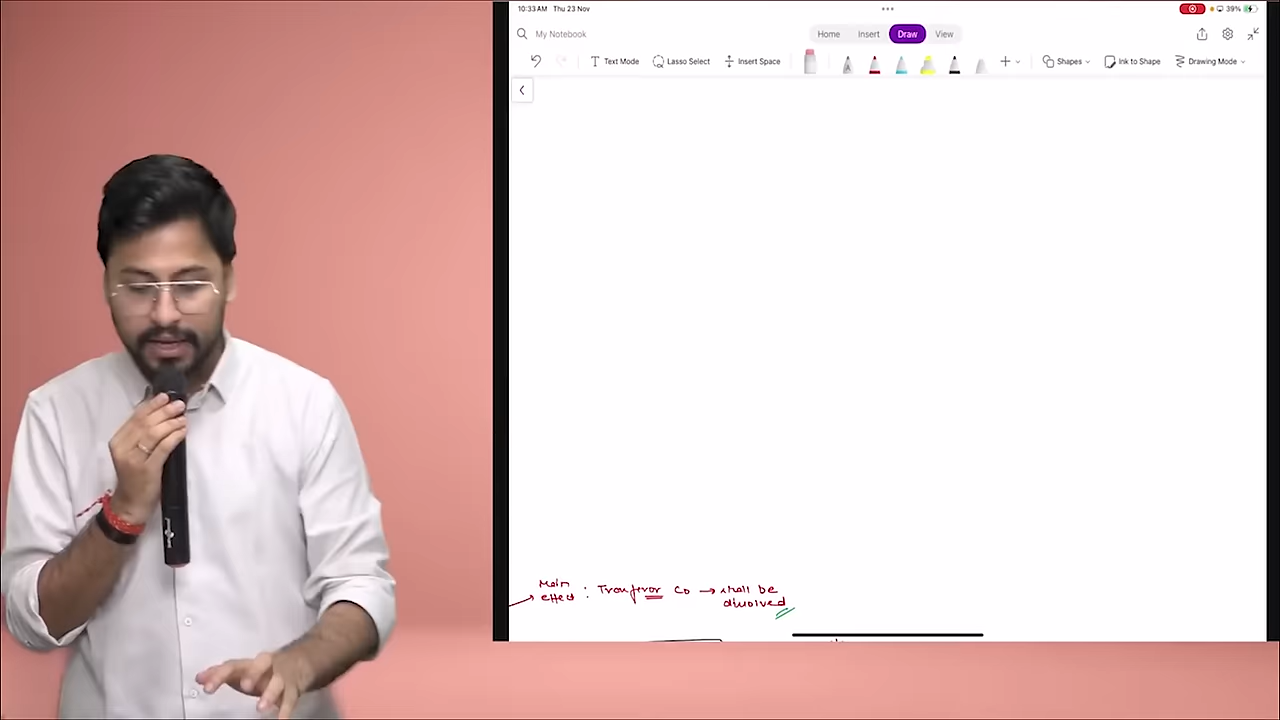 10:33 AM Thu 23 Nov
39%
My Notebook
Home Insert Draw View
Text Mode Lasso Select Insert Space Shapes Ink to Shape Drawing Mode
Main effect : Transferor Co → shall be
dissolved